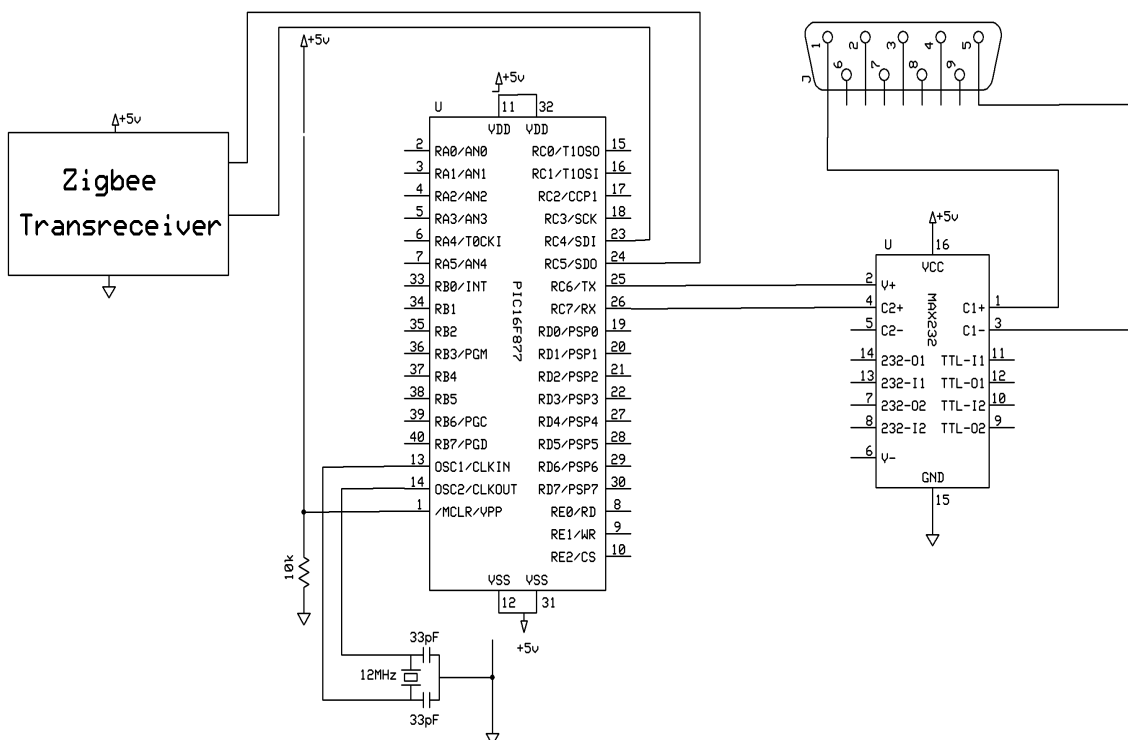 +5v
+5v
1 2 3 4 5
6 7 8 9
J
+5v
Zigbee
Transreceiver
U
11 32
VDD VDD
2 RA0/AN0 RC0/T1OSO 15
3 RA1/AN1 RC1/T1OSI 16
4 RA2/AN2 RC2/CCP1 17
5 RA3/AN3 RC3/SCK 18
6 RA4/T0CKI RC4/SDI 23
7 RA5/AN4 RC5/SDO 24
33 RB0/INT RC6/TX 25
34 RB1 RC7/RX 26
35 RB2 RD0/PSP0 19
36 RB3/PGM RD1/PSP1 20
37 RB4 RD2/PSP2 21
38 RB5 RD3/PSP3 22
39 RB6/PGC RD4/PSP4 27
40 RB7/PGD RD5/PSP5 28
13 OSC1/CLKIN RD6/PSP6 29
14 OSC2/CLKOUT RD7/PSP7 30
1 /MCLR/VPP RE0/RD 8
RE1/WR 9
RE2/CS 10
PIC16F877
VSS VSS
12 31
+5v
10k
33pF
12MHz
33pF
+5v
U
16
VCC
2 V+
4 C2+ C1+ 1
5 C2- C1- 3
14 232-O1 TTL-I1 11
13 232-I1 TTL-O1 12
7 232-O2 TTL-I2 10
8 232-I2 TTL-O2 9
6 V-
MAX232
GND
15